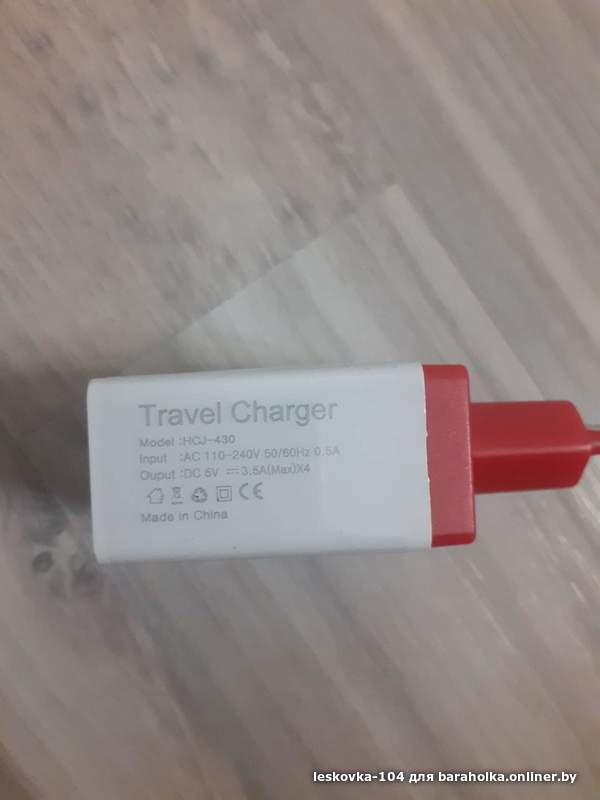 Travel Charger
Model :HCJ-430
Input :AC 110-240V 50/60Hz 0.5A
Ouput :DC 5V ⎓3.5A(Max)X4
CE
Made in China
leskovka-104 для baraholka.onliner.by